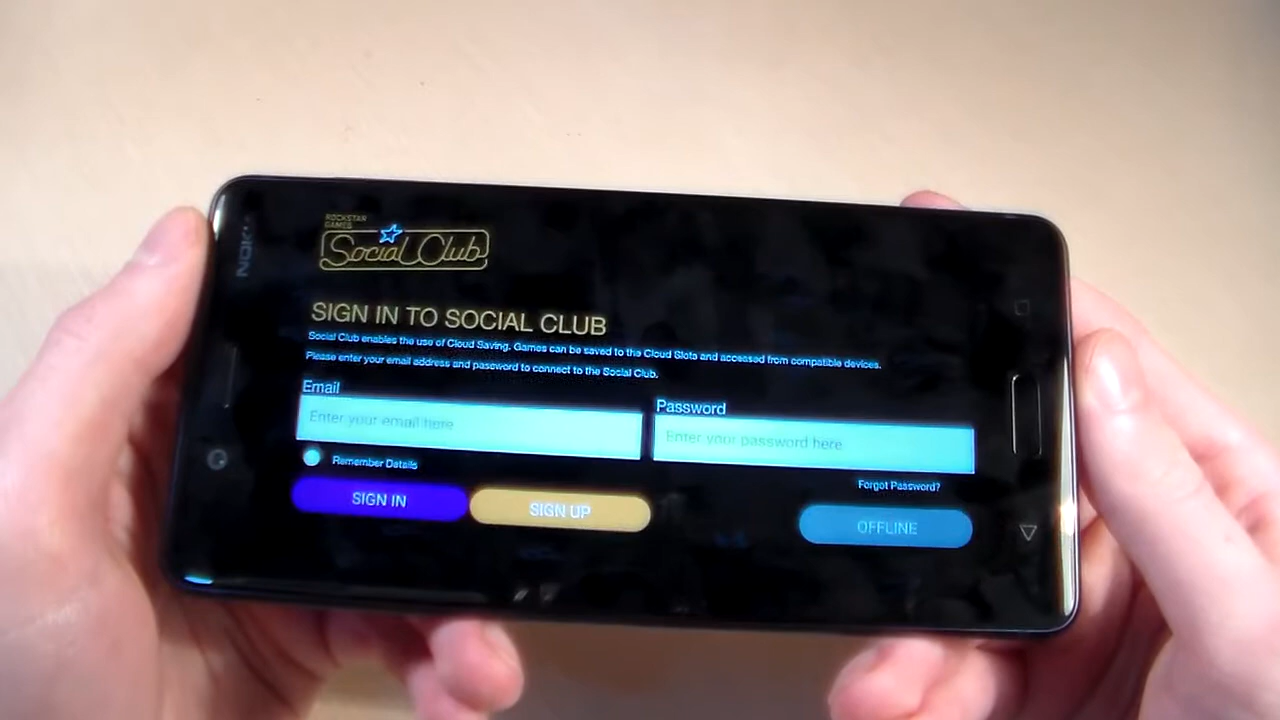 ROCKSTAR
GAMES
Social Club
SIGN IN TO SOCIAL CLUB
Social Club enables the use of Cloud Saving. Games can be saved to the Cloud Slots and accessed from compatible devices.
Please enter your email address and password to connect to the Social Club.
Email
Password
Enter your email here
Enter your password here
Remember Details
Forgot Password?
SIGN IN
SIGN UP
OFFLINE